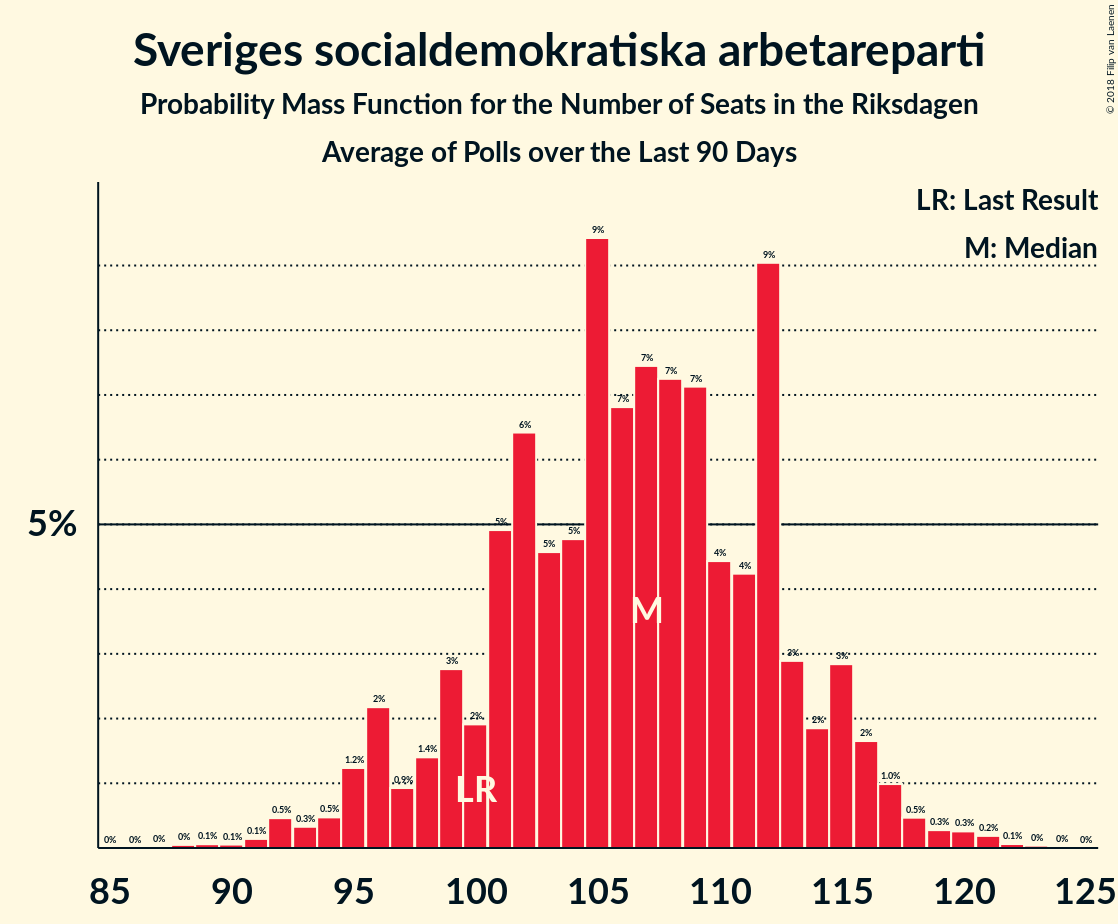 Sveriges socialdemokratiska arbetareparti
Probability Mass Function for the Number of Seats in the Riksdagen
Average of Polls over the Last 90 Days
© 2018 Filip van Laenen
LR: Last Result
M: Median
5%
0% 0% 0% 0% 0.1% 0.1% 0.1% 0.5% 0.3% 0.5% 1.2% 2% 0.9% 1.4% 3% 2% 5% 6% 5% 5% 9% 7% 7% 7% 7% 4% 4% 9% 3% 2% 3% 2% 1.0% 0.5% 0.3% 0.3% 0.2% 0.1% 0% 0% 0%
M
LR
85 90 95 100 105 110 115 120 125